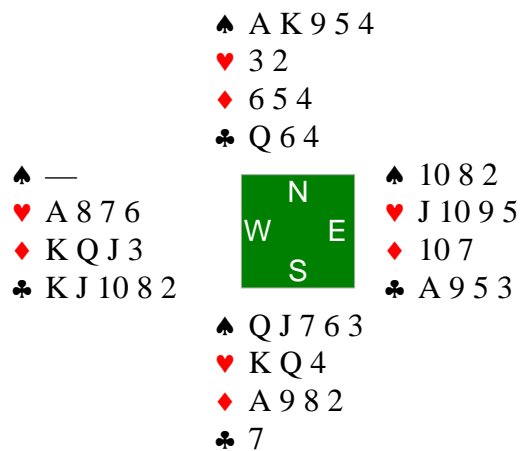 ♠ A K 9 5 4
♥ 3 2
♦ 6 5 4
♣ Q 6 4
♠ —
♥ A 8 7 6
♦ K Q J 3
♣ K J 10 8 2
N
W E
S
♠ 10 8 2
♥ J 10 9 5
♦ 10 7
♣ A 9 5 3
♠ Q J 7 6 3
♥ K Q 4
♦ A 9 8 2
♣ 7